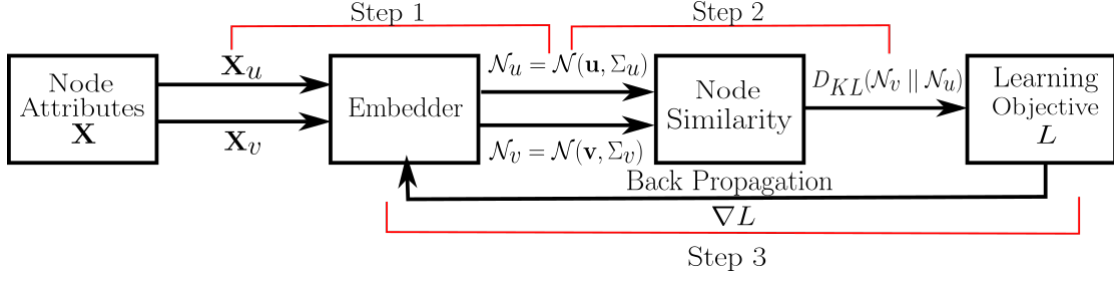 Step 1
Step 2
Node
Attributes
X
X_u
X_v
Embedder
𝒩_u = 𝒩(u, Σ_u)
𝒩_v = 𝒩(v, Σ_v)
Node
Similarity
D_KL(𝒩_v ∥ 𝒩_u)
Learning
Objective
L
Back Propagation
∇L
Step 3